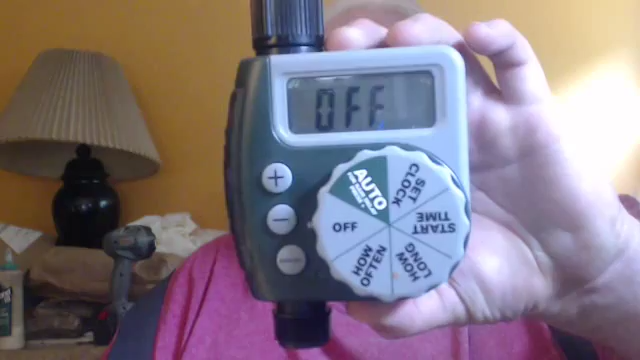 OFF
+
−
AUTO
SET
CLOCK
START
TIME
HOW
LONG
HOW
OFTEN
OFF